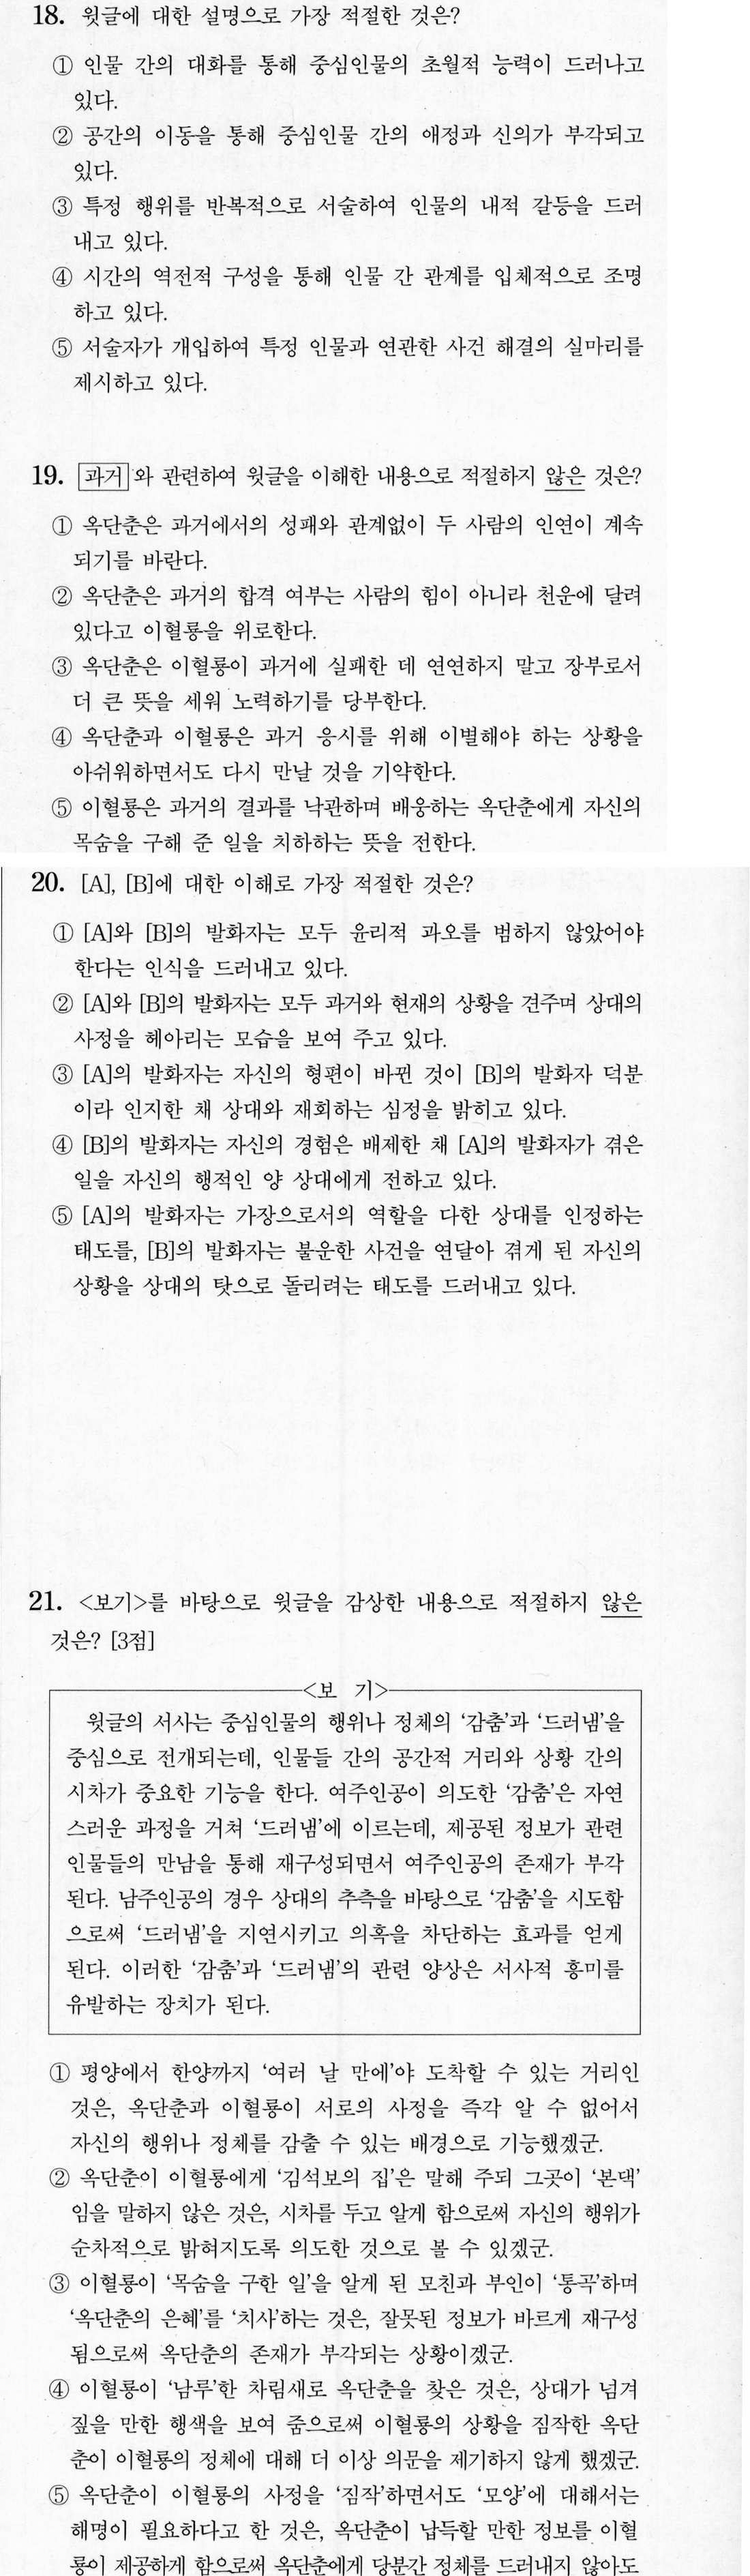 18. 윗글에 대한 설명으로 가장 적절한 것은?
① 인물 간의 대화를 통해 중심인물의 초월적 능력이 드러나고
있다.
② 공간의 이동을 통해 중심인물 간의 애정과 신의가 부각되고
있다.
③ 특정 행위를 반복적으로 서술하여 인물의 내적 갈등을 드러
내고 있다.
④ 시간의 역전적 구성을 통해 인물 간 관계를 입체적으로 조명
하고 있다.
⑤ 서술자가 개입하여 특정 인물과 연관한 사건 해결의 실마리를
제시하고 있다.
19. 과거와 관련하여 윗글을 이해한 내용으로 적절하지 않은 것은?
① 옥단춘은 과거에서의 성패와 관계없이 두 사람의 인연이 계속
되기를 바란다.
② 옥단춘은 과거의 합격 여부는 사람의 힘이 아니라 천운에 달려
있다고 이혈룡을 위로한다.
③ 옥단춘은 이혈룡이 과거에 실패한 데 연연하지 말고 장부로서
더 큰 뜻을 세워 노력하기를 당부한다.
④ 옥단춘과 이혈룡은 과거 응시를 위해 이별해야 하는 상황을
아쉬워하면서도 다시 만날 것을 기약한다.
⑤ 이혈룡은 과거의 결과를 낙관하며 배웅하는 옥단춘에게 자신의
목숨을 구해 준 일을 치하하는 뜻을 전한다.
20. [A], [B]에 대한 이해로 가장 적절한 것은?
① [A]와 [B]의 발화자는 모두 윤리적 과오를 범하지 않았어야
한다는 인식을 드러내고 있다.
② [A]와 [B]의 발화자는 모두 과거와 현재의 상황을 견주며 상대의
사정을 헤아리는 모습을 보여 주고 있다.
③ [A]의 발화자는 자신의 형편이 바뀐 것이 [B]의 발화자 덕분
이라 인지한 채 상대와 재회하는 심정을 밝히고 있다.
④ [B]의 발화자는 자신의 경험은 배제한 채 [A]의 발화자가 겪은
일을 자신의 행적인 양 상대에게 전하고 있다.
⑤ [A]의 발화자는 가장으로서의 역할을 다한 상대를 인정하는
태도를, [B]의 발화자는 불운한 사건을 연달아 겪게 된 자신의
상황을 상대의 탓으로 돌리려는 태도를 드러내고 있다.
21. <보기>를 바탕으로 윗글을 감상한 내용으로 적절하지 않은
것은? [3점]
<보 기>
윗글의 서사는 중심인물의 행위나 정체의 ‘감춤’과 ‘드러냄’을
중심으로 전개되는데, 인물들 간의 공간적 거리와 상황 간의
시차가 중요한 기능을 한다. 여주인공이 의도한 ‘감춤’은 자연
스러운 과정을 거쳐 ‘드러냄’에 이르는데, 제공된 정보가 관련
인물들의 만남을 통해 재구성되면서 여주인공의 존재가 부각
된다. 남주인공의 경우 상대의 추측을 바탕으로 ‘감춤’을 시도함
으로써 ‘드러냄’을 지연시키고 의혹을 차단하는 효과를 얻게
된다. 이러한 ‘감춤’과 ‘드러냄’의 관련 양상은 서사적 흥미를
유발하는 장치가 된다.
① 평양에서 한양까지 ‘여러 날 만에’야 도착할 수 있는 거리인
것은, 옥단춘과 이혈룡이 서로의 사정을 즉각 알 수 없어서
자신의 행위나 정체를 감출 수 있는 배경으로 기능했겠군.
② 옥단춘이 이혈룡에게 ‘김석보의 집’은 말해 주되 그곳이 ‘본댁’
임을 말하지 않은 것은, 시차를 두고 알게 함으로써 자신의 행위가
순차적으로 밝혀지도록 의도한 것으로 볼 수 있겠군.
③ 이혈룡이 ‘목숨을 구한 일’을 알게 된 모친과 부인이 ‘통곡’하며
‘옥단춘의 은혜’를 ‘치사’하는 것은, 잘못된 정보가 바르게 재구성
됨으로써 옥단춘의 존재가 부각되는 상황이겠군.
④ 이혈룡이 ‘남루’한 차림새로 옥단춘을 찾은 것은, 상대가 넘겨
짚을 만한 행색을 보여 줌으로써 이혈룡의 상황을 짐작한 옥단
춘이 이혈룡의 정체에 대해 더 이상 의문을 제기하지 않게 했겠군.
⑤ 옥단춘이 이혈룡의 사정을 ‘짐작’하면서도 ‘모양’에 대해서는
해명이 필요하다고 한 것은, 옥단춘이 납득할 만한 정보를 이혈
룡이 제공하게 함으로써 옥단춘에게 당분간 정체를 드러내지 않아도